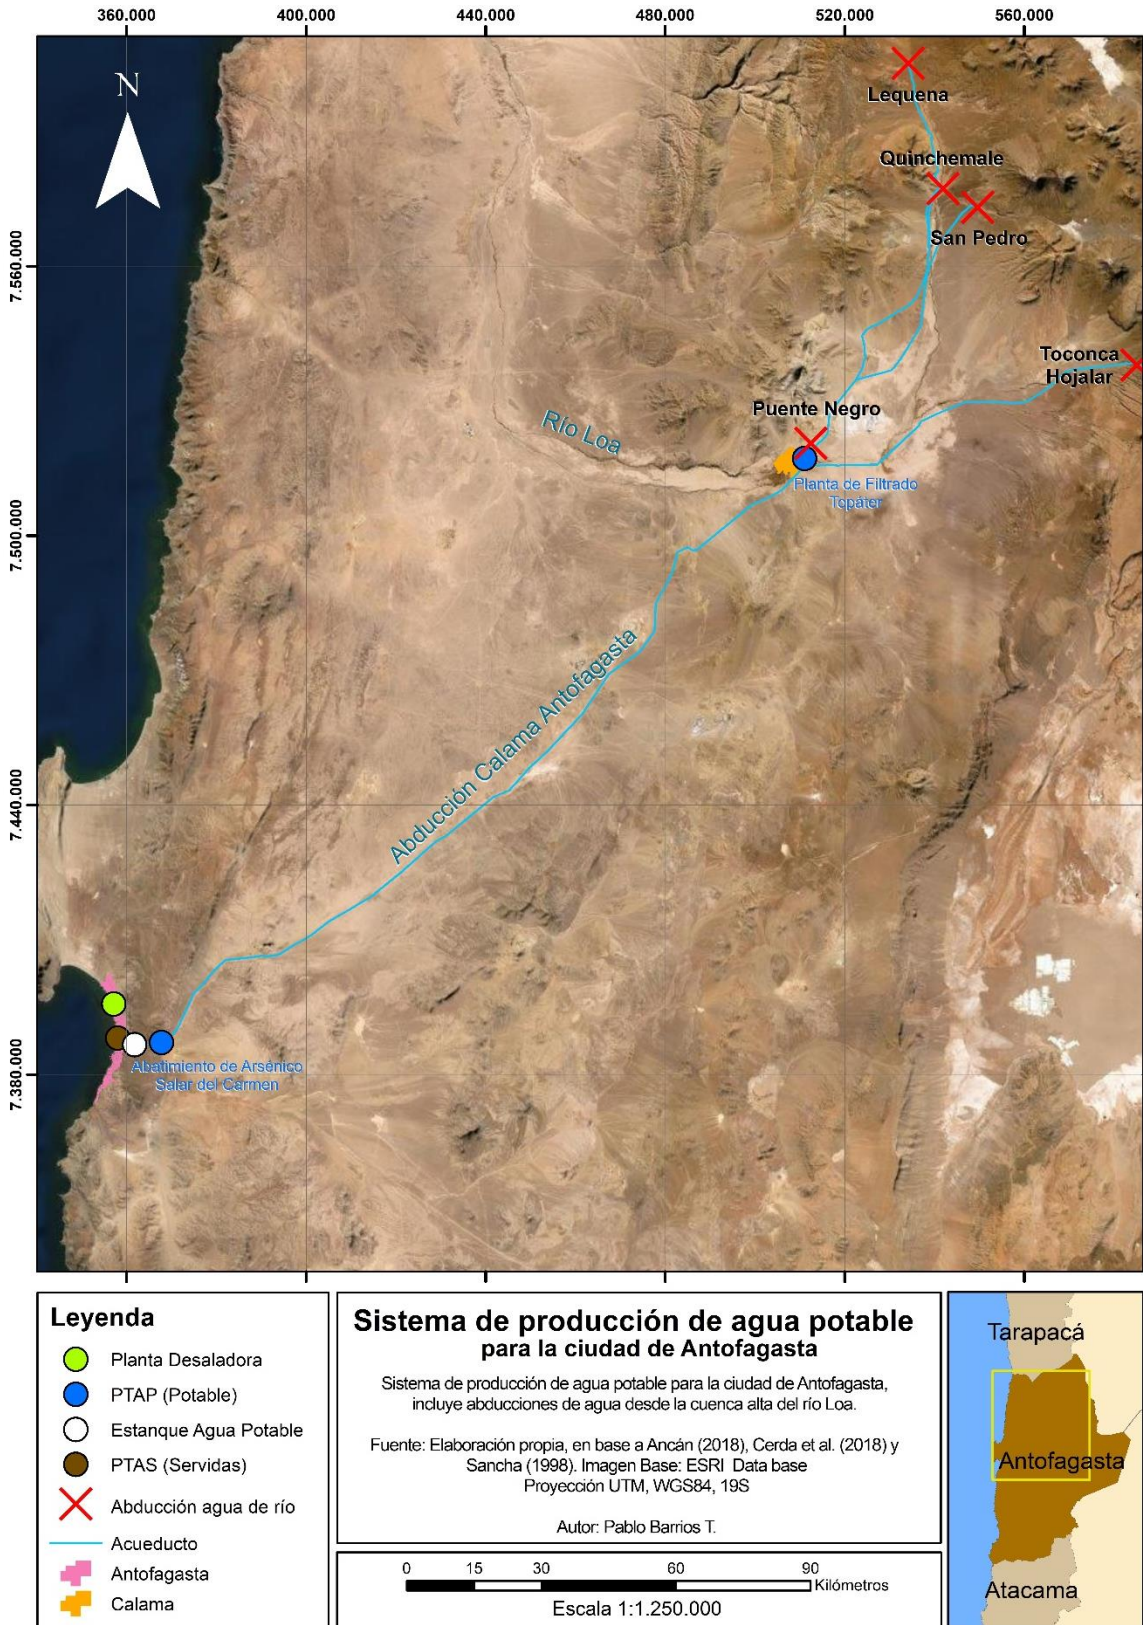 360.000 400.000 440.000 480.000 520.000 560.000
N
Lequena
Quinchemale
San Pedro
7.560.000
Toconca
Hojalar
Puente Negro
Río Loa
Planta de Filtrado
Topáter
7.500.000
Abducción Calama Antofagasta
7.440.000
Abatimiento de Arsénico
Salar del Carmen
7.380.000
Leyenda
Planta Desaladora
PTAP (Potable)
Estanque Agua Potable
PTAS (Servidas)
Abducción agua de río
Acueducto
Antofagasta
Calama
Sistema de producción de agua potable
para la ciudad de Antofagasta
Sistema de producción de agua potable para la ciudad de Antofagasta,
incluye abducciones de agua desde la cuenca alta del río Loa.
Fuente: Elaboración propia, en base a Ancán (2018), Cerda et al. (2018) y
Sancha (1998). Imagen Base: ESRI Data base
Proyección UTM, WGS84, 19S
Autor: Pablo Barrios T.
0 15 30 60 90
Kilómetros
Escala 1:1.250.000
Tarapacá
Antofagasta
Atacama